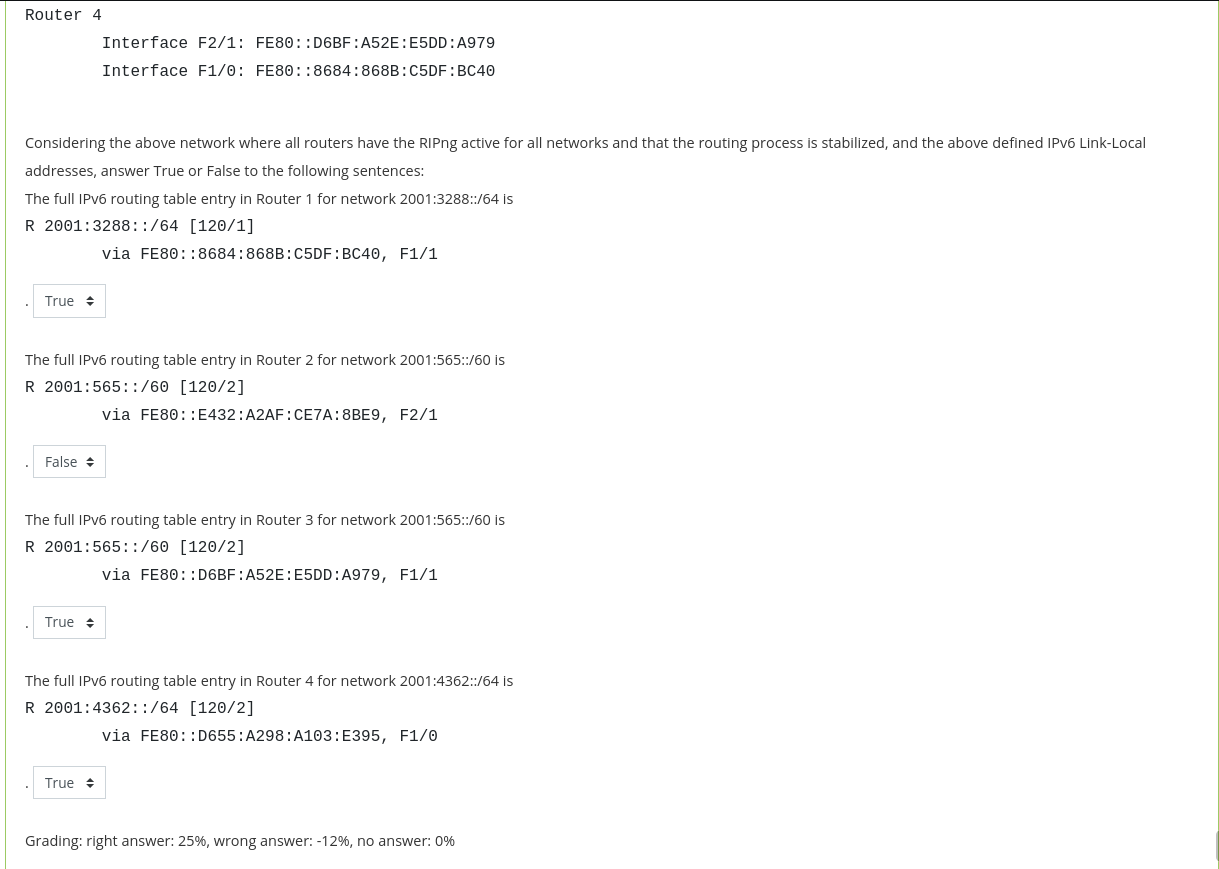 Router 4
Interface F2/1: FE80::D6BF:A52E:E5DD:A979
Interface F1/0: FE80::8684:868B:C5DF:BC40
Considering the above network where all routers have the RIPng active for all networks and that the routing process is stabilized, and the above defined IPv6 Link-Local
addresses, answer True or False to the following sentences:
The full IPv6 routing table entry in Router 1 for network 2001:3288::/64 is
R 2001:3288::/64 [120/1]
via FE80::8684:868B:C5DF:BC40, F1/1
. True
The full IPv6 routing table entry in Router 2 for network 2001:565::/60 is
R 2001:565::/60 [120/2]
via FE80::E432:A2AF:CE7A:8BE9, F2/1
. False
The full IPv6 routing table entry in Router 3 for network 2001:565::/60 is
R 2001:565::/60 [120/2]
via FE80::D6BF:A52E:E5DD:A979, F1/1
. True
The full IPv6 routing table entry in Router 4 for network 2001:4362::/64 is
R 2001:4362::/64 [120/2]
via FE80::D655:A298:A103:E395, F1/0
. True
Grading: right answer: 25%, wrong answer: -12%, no answer: 0%